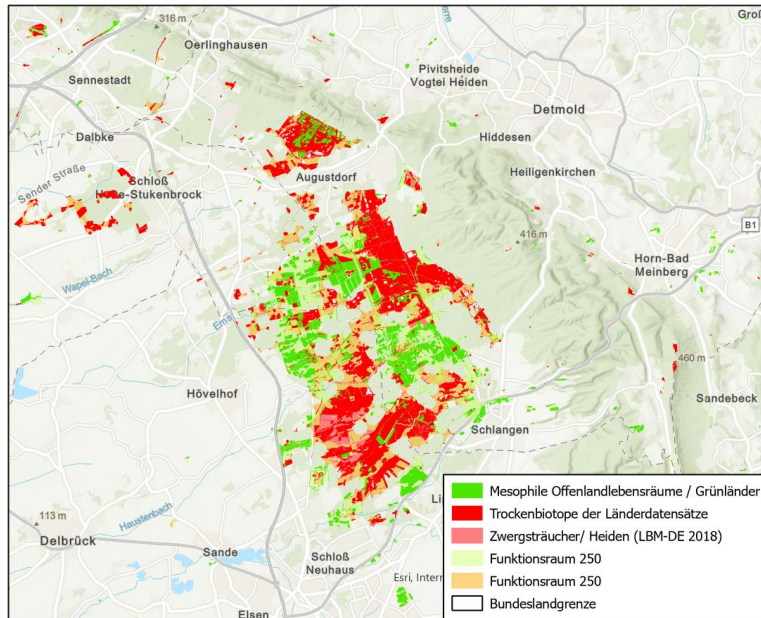 316 m
Oerlinghausen
Sennestadt
Pivitsheide
Vogtei Heiden
Detmold
Dalbke
Hiddesen
Augustdorf
Heiligenkirchen
Sender Straße
Schloß
Stukenbrock
B1
416 m
Horn-Bad
Meinberg
Wapel-Bach
Ems
460 m
Hövelhof
Sandebeck
Schlangen
Haustenbach
113 m
Delbrück
Sande
Schloß
Neuhaus
Elsen
Esri, Intern
Mesophile Offenlandlebensräume / Grünländer
Trockenbiotope der Länderdatensätze
Zwergsträucher/ Heiden (LBM-DE 2018)
Funktionsraum 250
Funktionsraum 250
Bundeslandgrenze